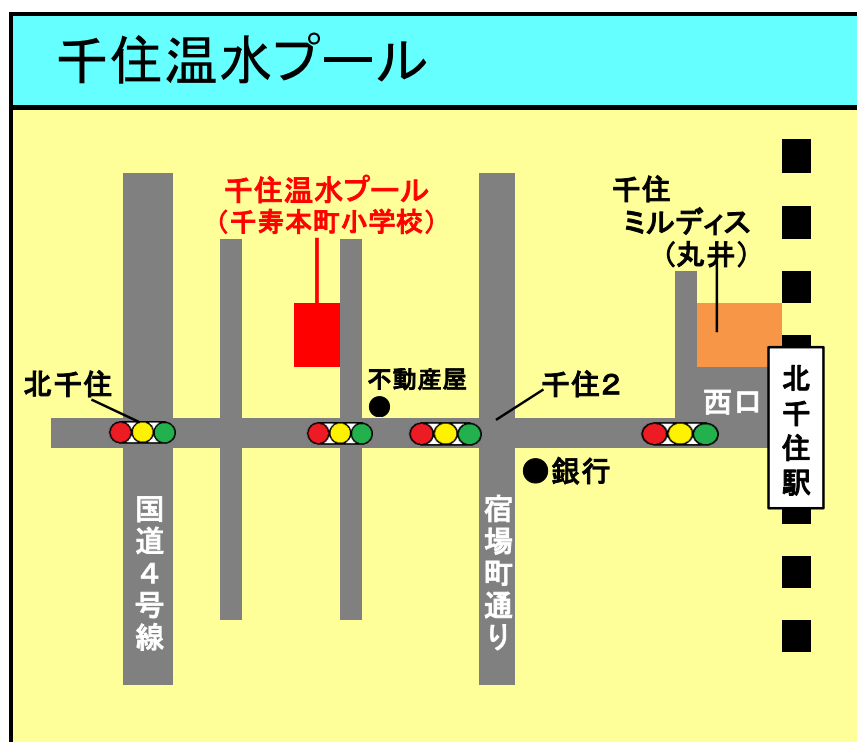 千住温水プール
千住温水プール
（千寿本町小学校）
千住
ミルディス
（丸井）
北千住
不動産屋
千住２
西口
北千住駅
銀行
国道４号線
宿場町通り